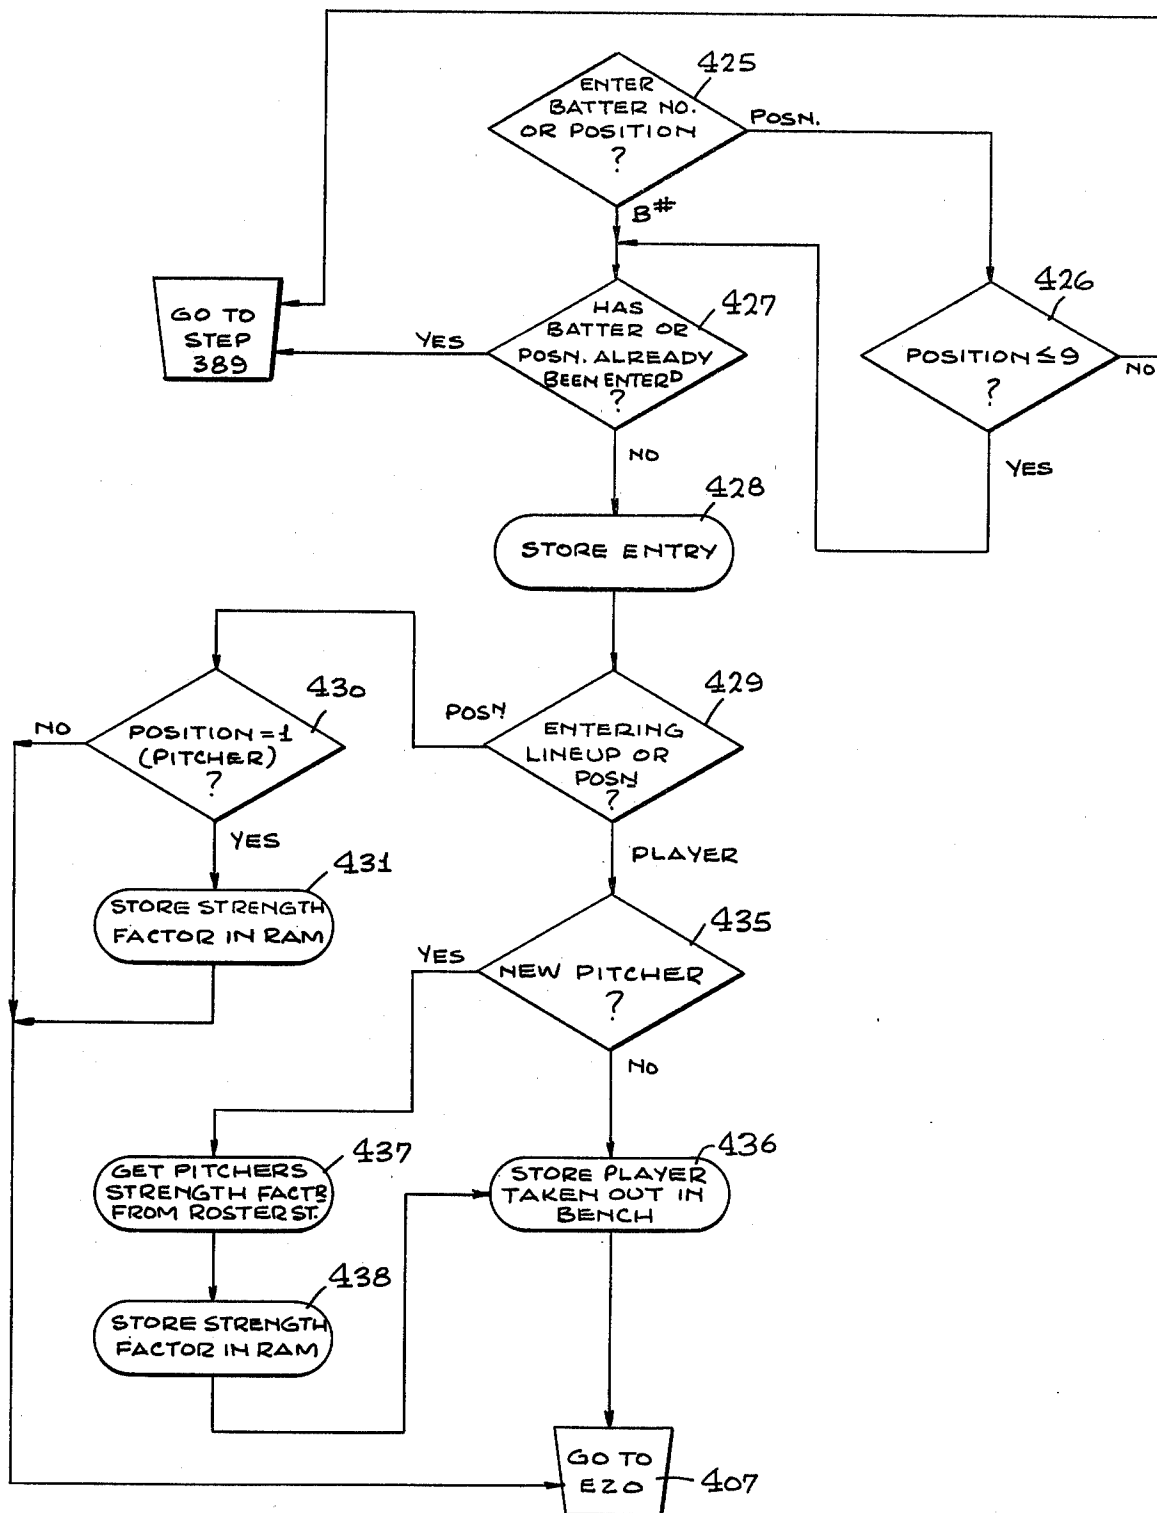 425
ENTER
BATTER NO.
OR POSITION
?
POSN.
B#
GO TO
STEP
389
YES
HAS
BATTER OR
POSN. ALREADY
BEEN ENTERD
?
427
426
POSITION ≤ 9
?
NO
YES
NO
428
STORE ENTRY
429
ENTERING
LINEUP OR
POSN
?
POSN
PLAYER
430
POSITION = 1
(PITCHER)
?
NO
YES
431
STORE STRENGTH
FACTOR IN RAM
435
NEW PITCHER
?
YES
NO
437
GET PITCHERS
STRENGTH FACTR
FROM ROSTER ST.
436
STORE PLAYER
TAKEN OUT IN
BENCH
438
STORE STRENGTH
FACTOR IN RAM
GO TO
EZO
407